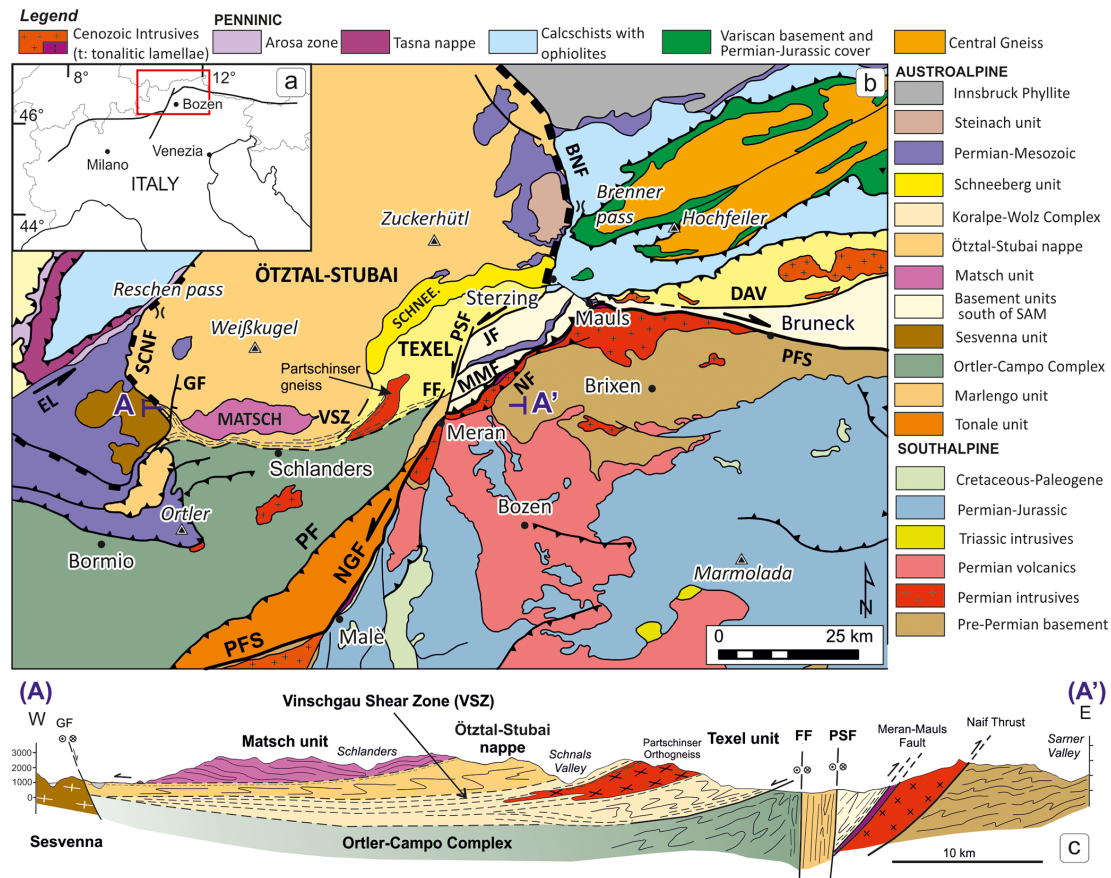 Legend
Cenozoic Intrusives
(t: tonalitic lamellae)
PENNINIC
Arosa zone
Tasna nappe
Calcschists with
ophiolites
Variscan basement and
Permian-Jurassic cover
Central Gneiss
AUSTROALPINE
Innsbruck Phyllite
Steinach unit
Permian-Mesozoic
Schneeberg unit
Koralpe-Wolz Complex
Ötztal-Stubai nappe
Matsch unit
Basement units
south of SAM
Sesvenna unit
Ortler-Campo Complex
Marlengo unit
Tonale unit
SOUTHALPINE
Cretaceous-Paleogene
Permian-Jurassic
Triassic intrusives
Permian volcanics
Permian intrusives
Pre-Permian basement
8°
12°
a
46°
Bozen
Milano
Venezia
ITALY
44°
b
BNF
Brenner
pass
Hochfeiler
Zuckerhütl
ÖTZTAL-STUBAI
Reschen pass
SCHNEE.
Sterzing
DAV
Weißkugel
PSF
Mauls
Bruneck
SCNF
TEXEL
JF
PFS
Partschinser
gneiss
MMF
EL
GF
FF
NF
Brixen
A
MATSCH
VSZ
A’
Meran
Schlanders
Ortler
Bozen
PF
Bormio
NGF
Marmolada
N
PFS
Malè
0
25 km
(A)
(A’)
W
GF
Vinschgau Shear Zone (VSZ)
E
Matsch unit
Schlanders
Ötztal-Stubai
nappe
Schnals
Valley
Partschinser
Orthogneiss
Texel unit
FF
PSF
Meran-Mauls
Fault
Naif Thrust
Sarner
Valley
3000
2000
1000
0
Sesvenna
Ortler-Campo Complex
10 km
c